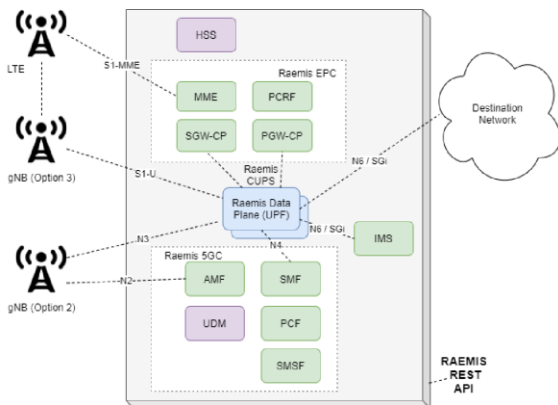 HSS
LTE
S1-MME
Raemis EPC
MME
PCRF
SGW-CP
PGW-CP
Destination
Network
gNB (Option 3)
S1-U
Raemis
CUPS
N6 / SGi
Raemis Data
Plane (UPF)
N3
N4
N6 / SGi
IMS
Raemis 5GC
N2
AMF
SMF
gNB (Option 2)
UDM
PCF
SMSF
RAEMIS
REST
API